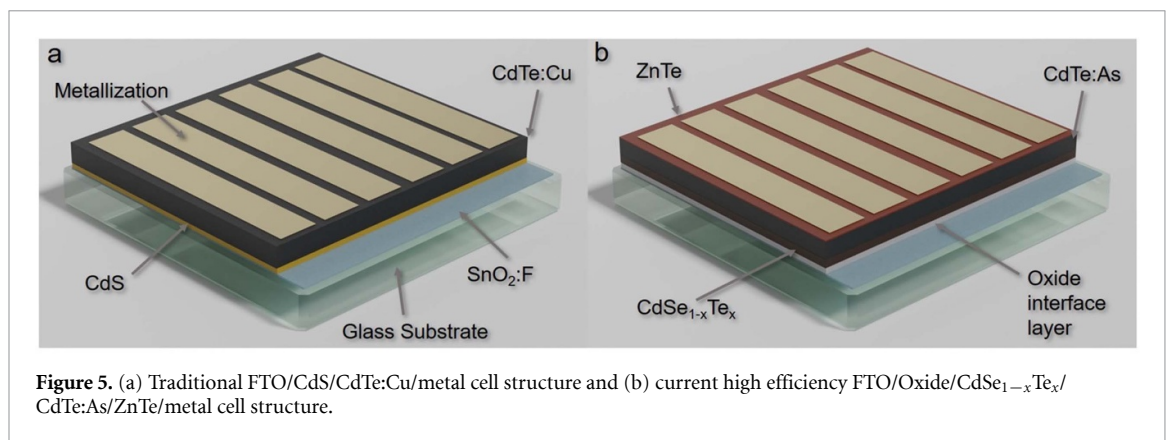 a
Metallization
CdTe:Cu
CdS
SnO₂:F
Glass Substrate
b
ZnTe
CdTe:As
CdSe₁₋ₓTeₓ
Oxide
interface
layer
Figure 5. (a) Traditional FTO/CdS/CdTe:Cu/metal cell structure and (b) current high efficiency FTO/Oxide/CdSe₁₋ₓTeₓ/
CdTe:As/ZnTe/metal cell structure.